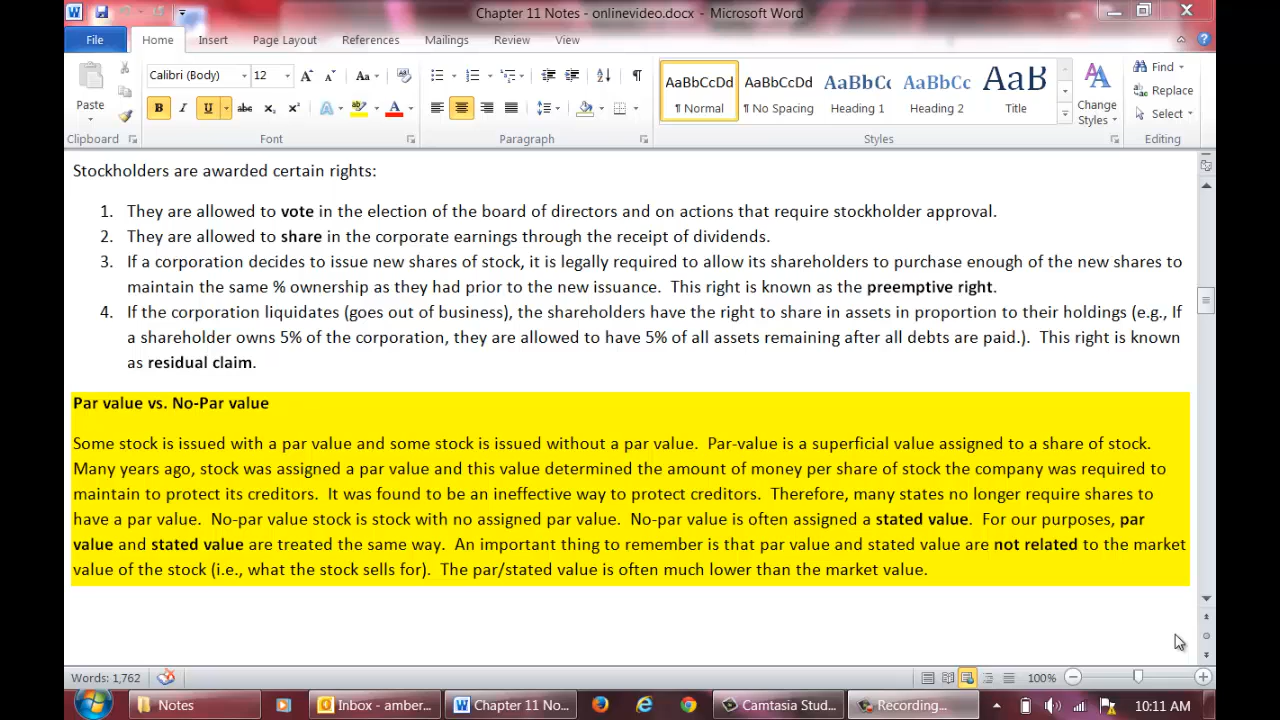 Chapter 11 Notes - onlinevideo.docx - Microsoft Word
File Home Insert Page Layout References Mailings Review View
Calibri (Body) 12
AaBbCcDd AaBbCcDd AaBbCc AaBbCc AaB
Paste
¶ Normal ¶ No Spacing Heading 1 Heading 2 Title
Change Styles
Find
Replace
Select
Clipboard Font Paragraph Styles Editing
Stockholders are awarded certain rights:
1. They are allowed to vote in the election of the board of directors and on actions that require stockholder approval.
2. They are allowed to share in the corporate earnings through the receipt of dividends.
3. If a corporation decides to issue new shares of stock, it is legally required to allow its shareholders to purchase enough of the new shares to
maintain the same % ownership as they had prior to the new issuance. This right is known as the preemptive right.
4. If the corporation liquidates (goes out of business), the shareholders have the right to share in assets in proportion to their holdings (e.g., If
a shareholder owns 5% of the corporation, they are allowed to have 5% of all assets remaining after all debts are paid.). This right is known
as residual claim.
Par value vs. No-Par value
Some stock is issued with a par value and some stock is issued without a par value. Par-value is a superficial value assigned to a share of stock.
Many years ago, stock was assigned a par value and this value determined the amount of money per share of stock the company was required to
maintain to protect its creditors. It was found to be an ineffective way to protect creditors. Therefore, many states no longer require shares to
have a par value. No-par value stock is stock with no assigned par value. No-par value is often assigned a stated value. For our purposes, par
value and stated value are treated the same way. An important thing to remember is that par value and stated value are not related to the market
value of the stock (i.e., what the stock sells for). The par/stated value is often much lower than the market value.
Words: 1,762 100%
Notes Inbox - amber... Chapter 11 No... Camtasia Stud... Recording... 10:11 AM